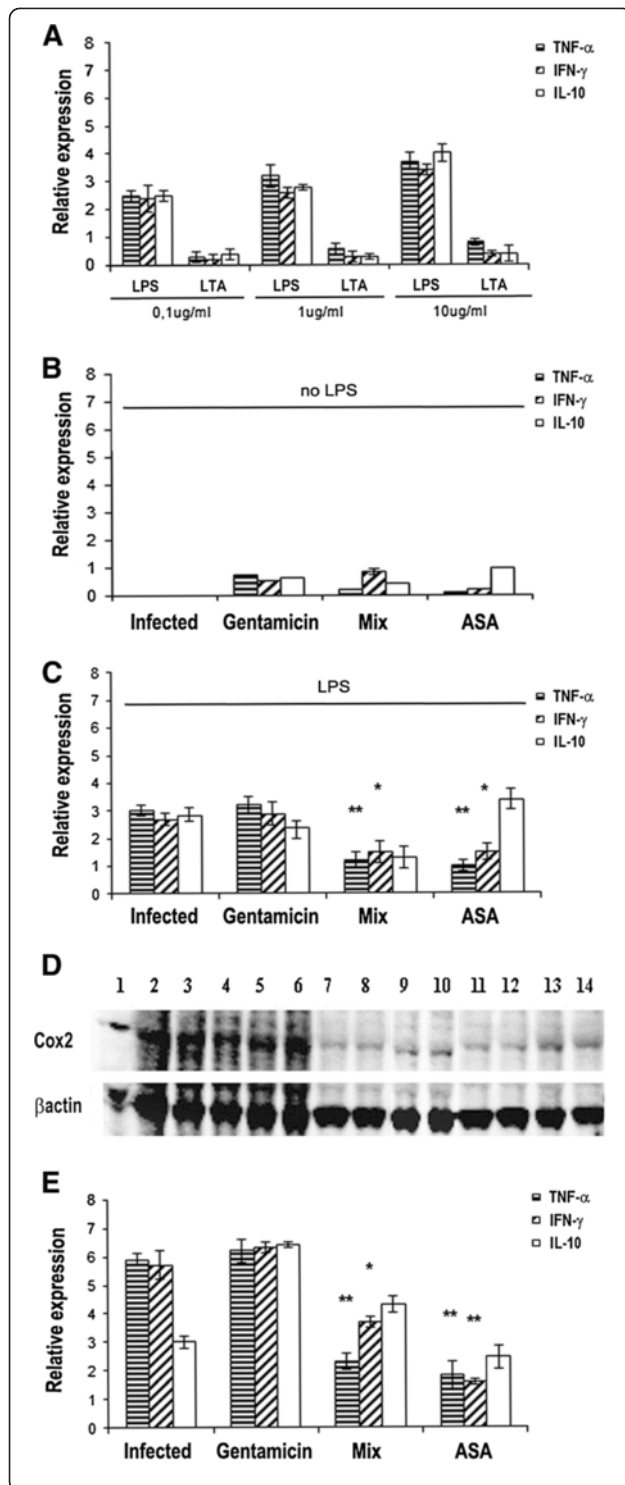 A
TNF-α
IFN-γ
IL-10
Relative expression
8
7
6
5
4
3
2
1
0
LPS LTA LPS LTA LPS LTA
0,1ug/ml 1ug/ml 10ug/ml
B
TNF-α
IFN-γ
IL-10
no LPS
Relative expression
8
7
6
5
4
3
2
1
0
Infected Gentamicin Mix ASA
C
TNF-α
IFN-γ
IL-10
LPS
Relative expression
8
7
6
5
4
3
2
1
0
** * ** *
Infected Gentamicin Mix ASA
D
1 2 3 4 5 6 7 8 9 10 11 12 13 14
Cox2
βactin
E
TNF-α
IFN-γ
IL-10
Relative expression
8
7
6
5
4
3
2
1
0
** * ** **
Infected Gentamicin Mix ASA